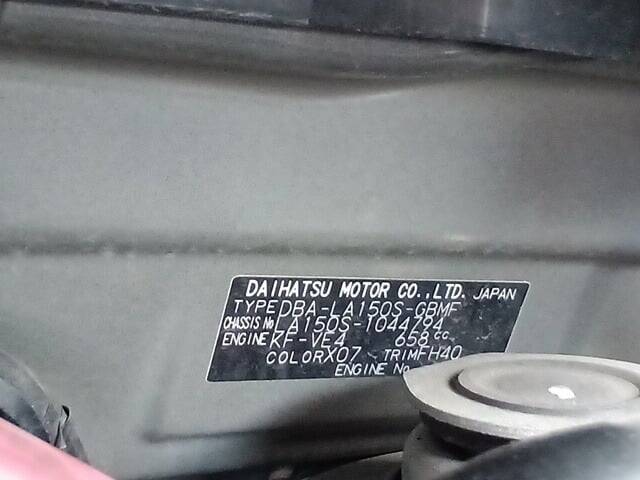 DAIHATSU MOTOR CO.,LTD. JAPAN
TYPE DBA-LA150S-GBMF
CHASSIS No LA150S-1044794
ENGINE KF-VE4 658 cc
COLOR X07 TRIM FH40
ENGINE No.